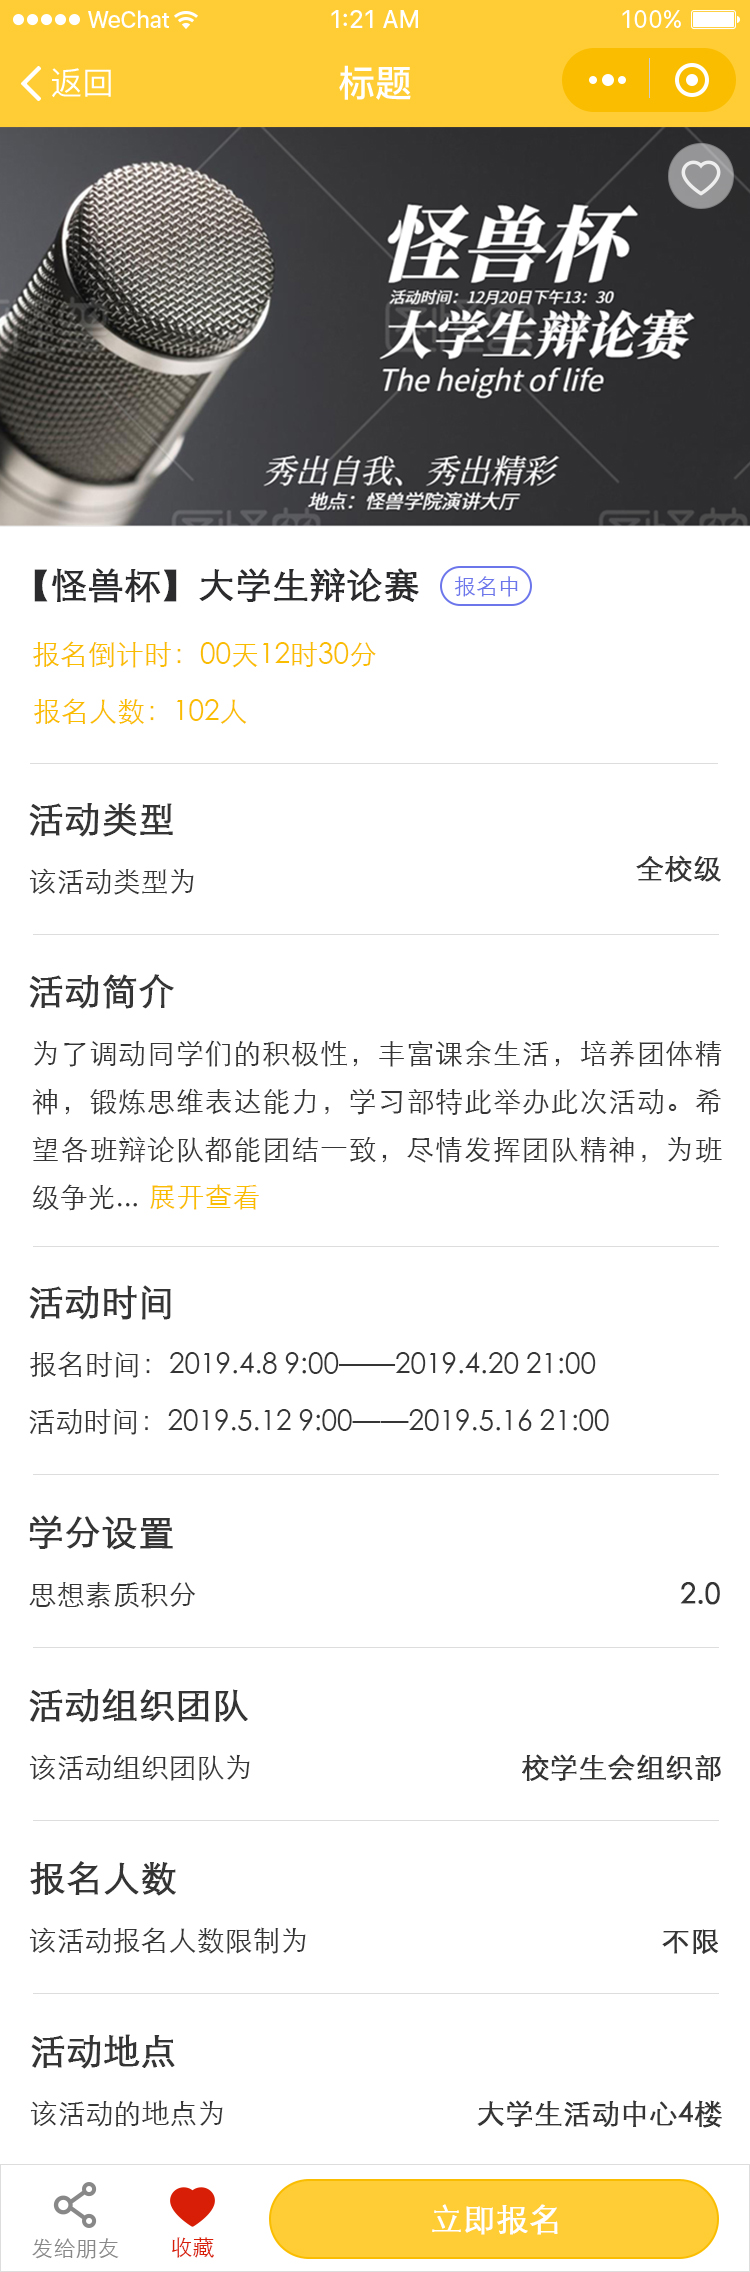 WeChat 1:21 AM 100%
返回 标题
怪兽杯
活动时间：12月20日下午13：30
大学生辩论赛
The height of life
秀出自我、秀出精彩
地点：怪兽学院演讲大厅
【怪兽杯】大学生辩论赛 报名中
报名倒计时：00天12时30分
报名人数：102人
活动类型
该活动类型为 全校级
活动简介
为了调动同学们的积极性，丰富课余生活，培养团体精
神，锻炼思维表达能力，学习部特此举办此次活动。希
望各班辩论队都能团结一致，尽情发挥团队精神，为班
级争光... 展开查看
活动时间
报名时间：2019.4.8 9:00——2019.4.20 21:00
活动时间：2019.5.12 9:00——2019.5.16 21:00
学分设置
思想素质积分 2.0
活动组织团队
该活动组织团队为 校学生会组织部
报名人数
该活动报名人数限制为 不限
活动地点
该活动的地点为 大学生活动中心4楼
发给朋友 收藏 立即报名